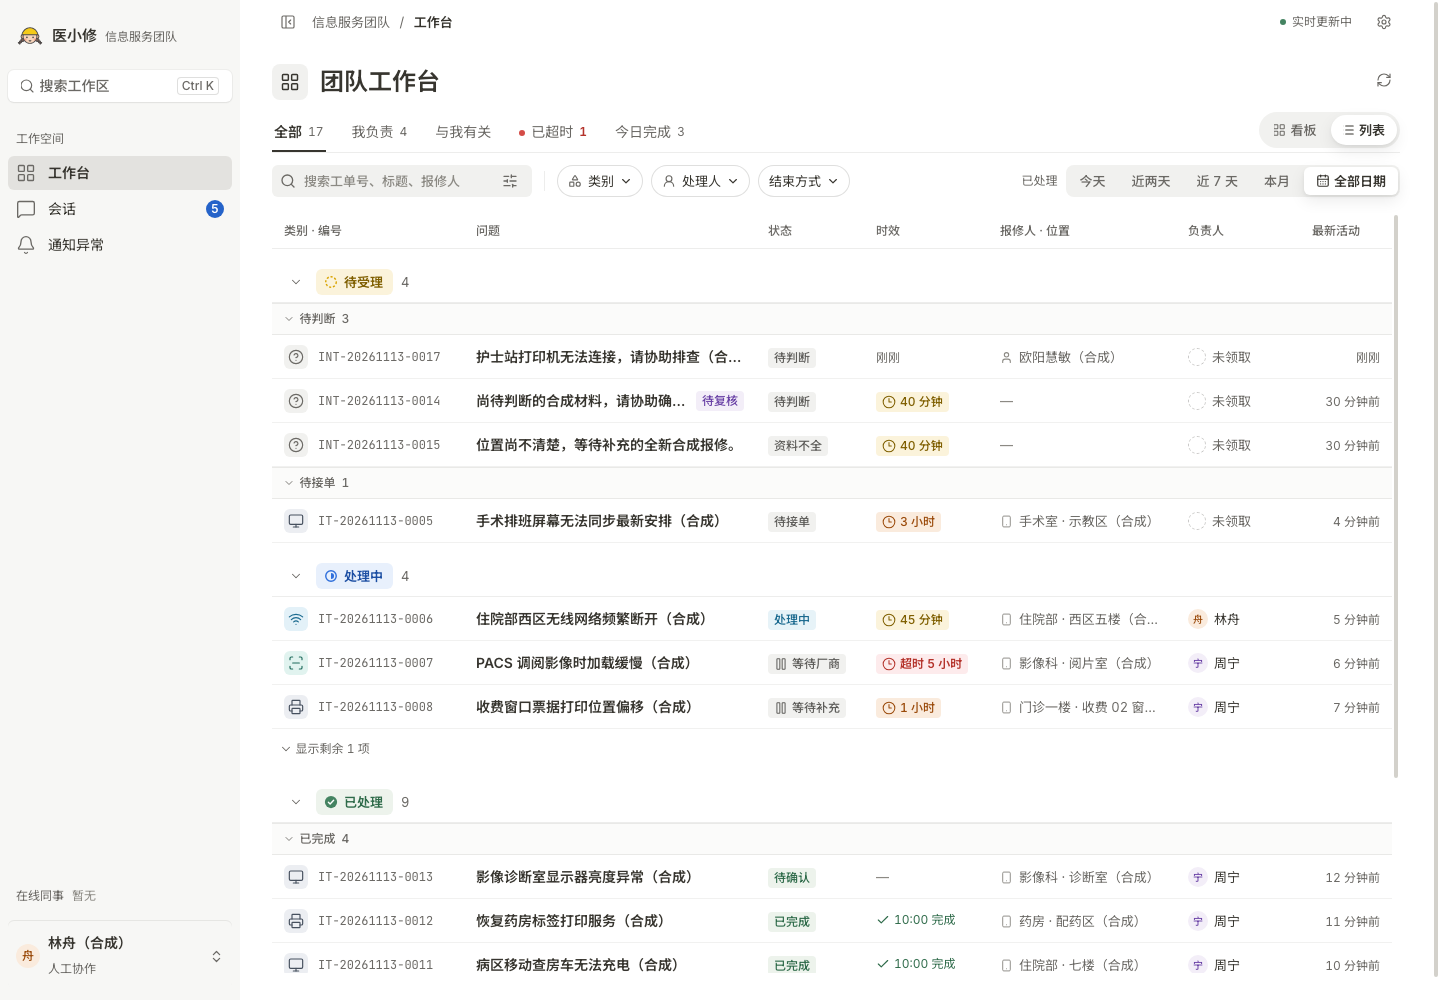 医小修 信息服务团队
搜索工作区 Ctrl K
工作空间
工作台
会话 5
通知异常
在线同事 暂无
舟 林舟（合成）
人工协作
信息服务团队 / 工作台
实时更新中
团队工作台
全部 17 我负责 4 与我有关 已超时 1 今日完成 3
看板 列表
搜索工单号、标题、报修人 类别 处理人 结束方式
已处理 今天 近两天 近 7 天 本月 全部日期
类别 · 编号 问题 状态 时效 报修人 · 位置 负责人 最新活动
待受理 4
待判断 3
INT-20261113-0017 护士站打印机无法连接，请协助排查（合... 待判断 刚刚 欧阳慧敏（合成） 未领取 刚刚
INT-20261113-0014 尚待判断的合成材料，请协助确... 待复核 待判断 40 分钟 — 未领取 30 分钟前
INT-20261113-0015 位置尚不清楚，等待补充的全新合成报修。 资料不全 40 分钟 — 未领取 30 分钟前
待接单 1
IT-20261113-0005 手术排班屏幕无法同步最新安排（合成） 待接单 3 小时 手术室 · 示教区（合成） 未领取 4 分钟前
处理中 4
IT-20261113-0006 住院部西区无线网络频繁断开（合成） 处理中 45 分钟 住院部 · 西区五楼（合... 舟 林舟 5 分钟前
IT-20261113-0007 PACS 调阅影像时加载缓慢（合成） 等待厂商 超时 5 小时 影像科 · 阅片室（合成） 宁 周宁 6 分钟前
IT-20261113-0008 收费窗口票据打印位置偏移（合成） 等待补充 1 小时 门诊一楼 · 收费 02 窗... 宁 周宁 7 分钟前
显示剩余 1 项
已处理 9
已完成 4
IT-20261113-0013 影像诊断室显示器亮度异常（合成） 待确认 — 影像科 · 诊断室（合成） 宁 周宁 12 分钟前
IT-20261113-0012 恢复药房标签打印服务（合成） 已完成 10:00 完成 药房 · 配药区（合成） 宁 周宁 11 分钟前
IT-20261113-0011 病区移动查房车无法充电（合成） 已完成 10:00 完成 住院部 · 七楼（合成） 宁 周宁 10 分钟前